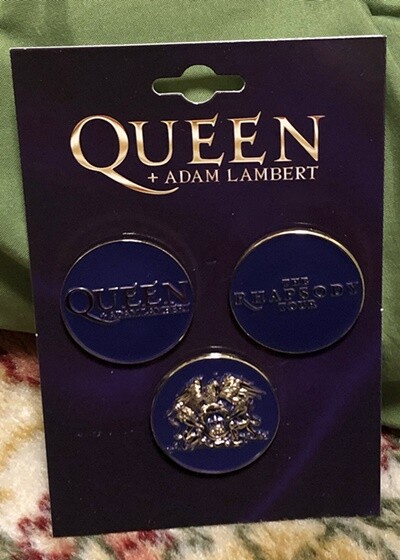 QUEEN
+ ADAM LAMBERT
QUEEN
+ ADAM LAMBERT
THE
RHAPSODY
TOUR